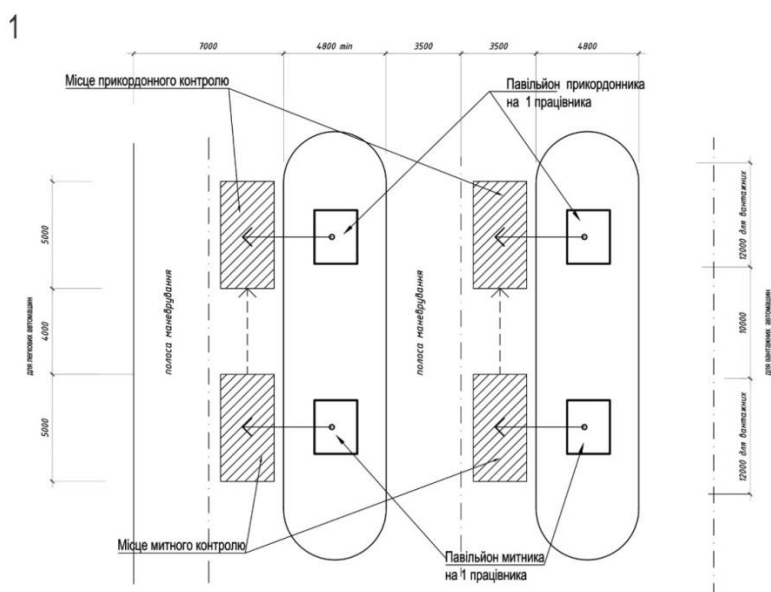 1
7000
4800 min
3500
3500
4800
Місце прикордонного контролю
Павільйон прикордонника
на 1 працівника
5000
4000
5000
для легкових автомашин
полоса маневрування
полоса маневрування
12000 для вантажних
10000
12000 для вантажних
для вантажних автомашин
Місце митного контролю
Павільйон митника
на 1 працівника